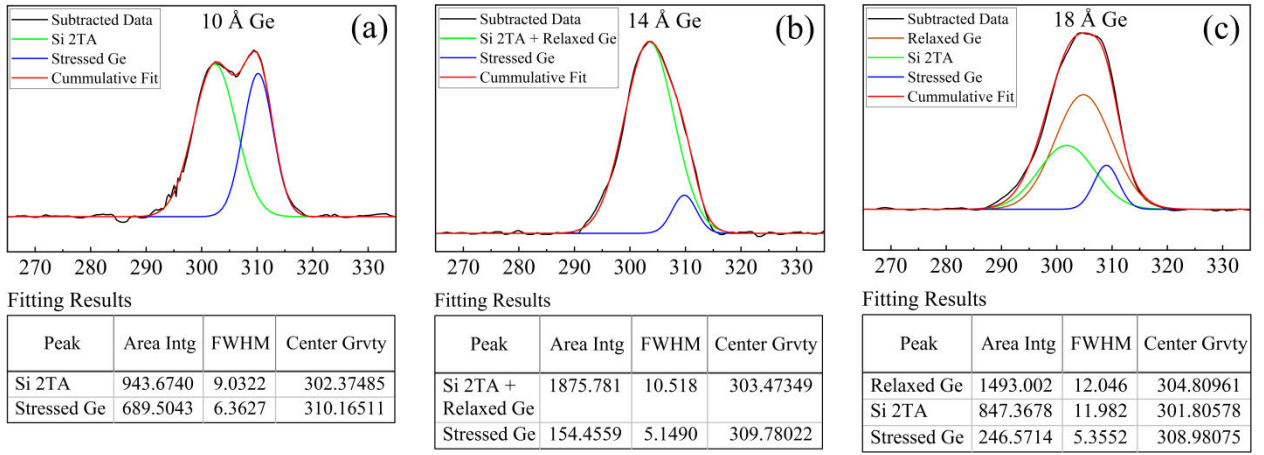 10 Å Ge
(a)
Subtracted Data
Si 2TA
Stressed Ge
Cummulative Fit
270 280 290 300 310 320 330
Fitting Results
Peak Area Intg FWHM Center Grvty
Si 2TA 943.6740 9.0322 302.37485
Stressed Ge 689.5043 6.3627 310.16511
14 Å Ge
(b)
Subtracted Data
Si 2TA + Relaxed Ge
Stressed Ge
Cummulative Fit
270 280 290 300 310 320 330
Fitting Results
Peak Area Intg FWHM Center Grvty
Si 2TA + 1875.781 10.518 303.47349
Relaxed Ge
Stressed Ge 154.4559 5.1490 309.78022
18 Å Ge
(c)
Subtracted Data
Relaxed Ge
Si 2TA
Stressed Ge
Cummulative Fit
270 280 290 300 310 320 330
Fitting Results
Peak Area Intg FWHM Center Grvty
Relaxed Ge 1493.002 12.046 304.80961
Si 2TA 847.3678 11.982 301.80578
Stressed Ge 246.5714 5.3552 308.98075